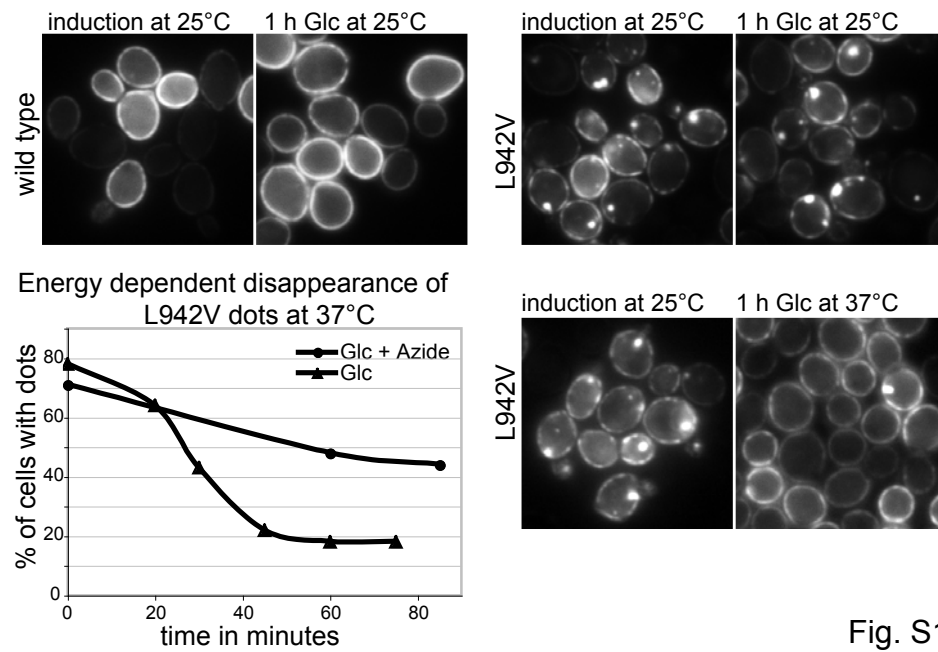 induction at 25°C
1 h Glc at 25°C
induction at 25°C
1 h Glc at 25°C
wild type
L942V
Energy dependent disappearance of
L942V dots at 37°C
Glc + Azide
Glc
% of cells with dots
80
60
40
20
0
0
20
40
60
80
time in minutes
induction at 25°C
1 h Glc at 37°C
L942V
Fig. S1